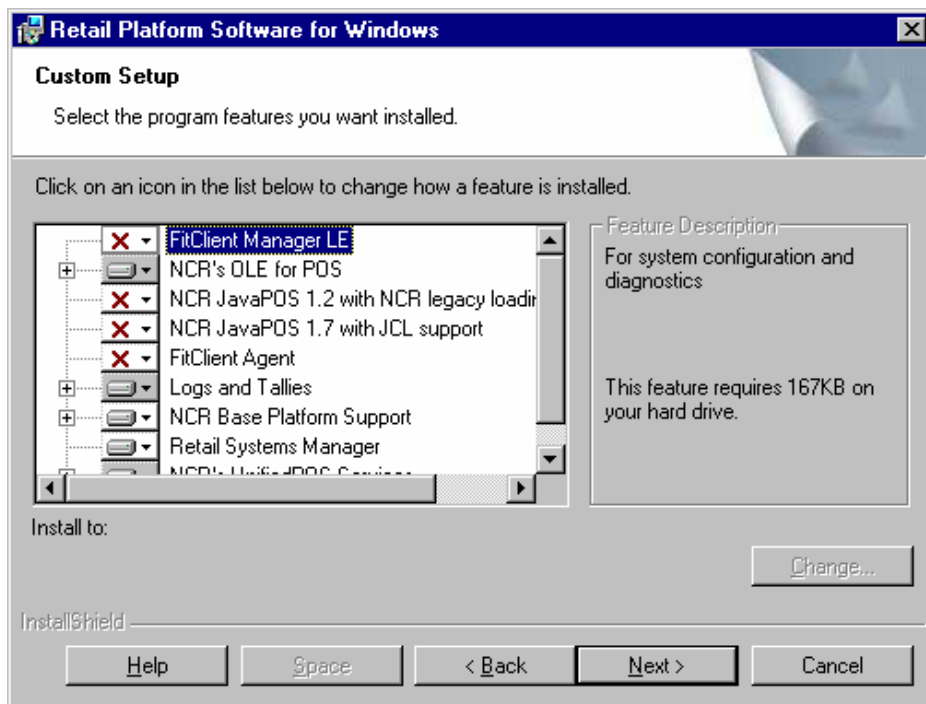 Retail Platform Software for Windows
Custom Setup
Select the program features you want installed.
Click on an icon in the list below to change how a feature is installed.
FitClient Manager LE
NCR's OLE for POS
NCR JavaPOS 1.2 with NCR legacy loadin
NCR JavaPOS 1.7 with JCL support
FitClient Agent
Logs and Tallies
NCR Base Platform Support
Retail Systems Manager
NCR's UnifiedPOS Services
Feature Description
For system configuration and
diagnostics
This feature requires 167KB on
your hard drive.
Install to:
Change...
InstallShield
Help
Space
< Back
Next >
Cancel